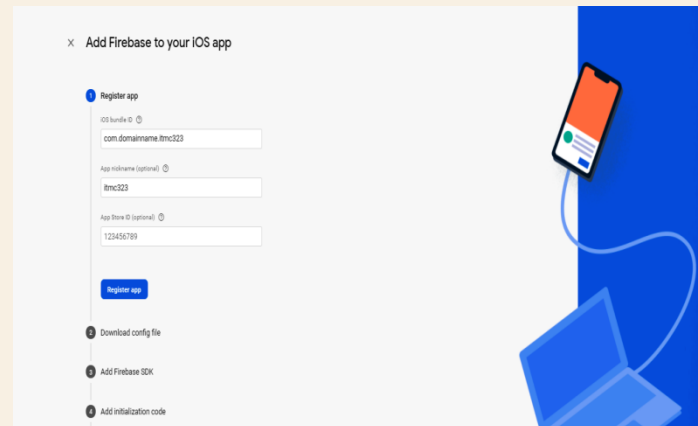 × Add Firebase to your iOS app
1 Register app
iOS bundle ID ?
com.domainname.itmc323
App nickname (optional) ?
itmc323
App Store ID (optional) ?
123456789
Register app
2 Download config file
3 Add Firebase SDK
4 Add initialization code